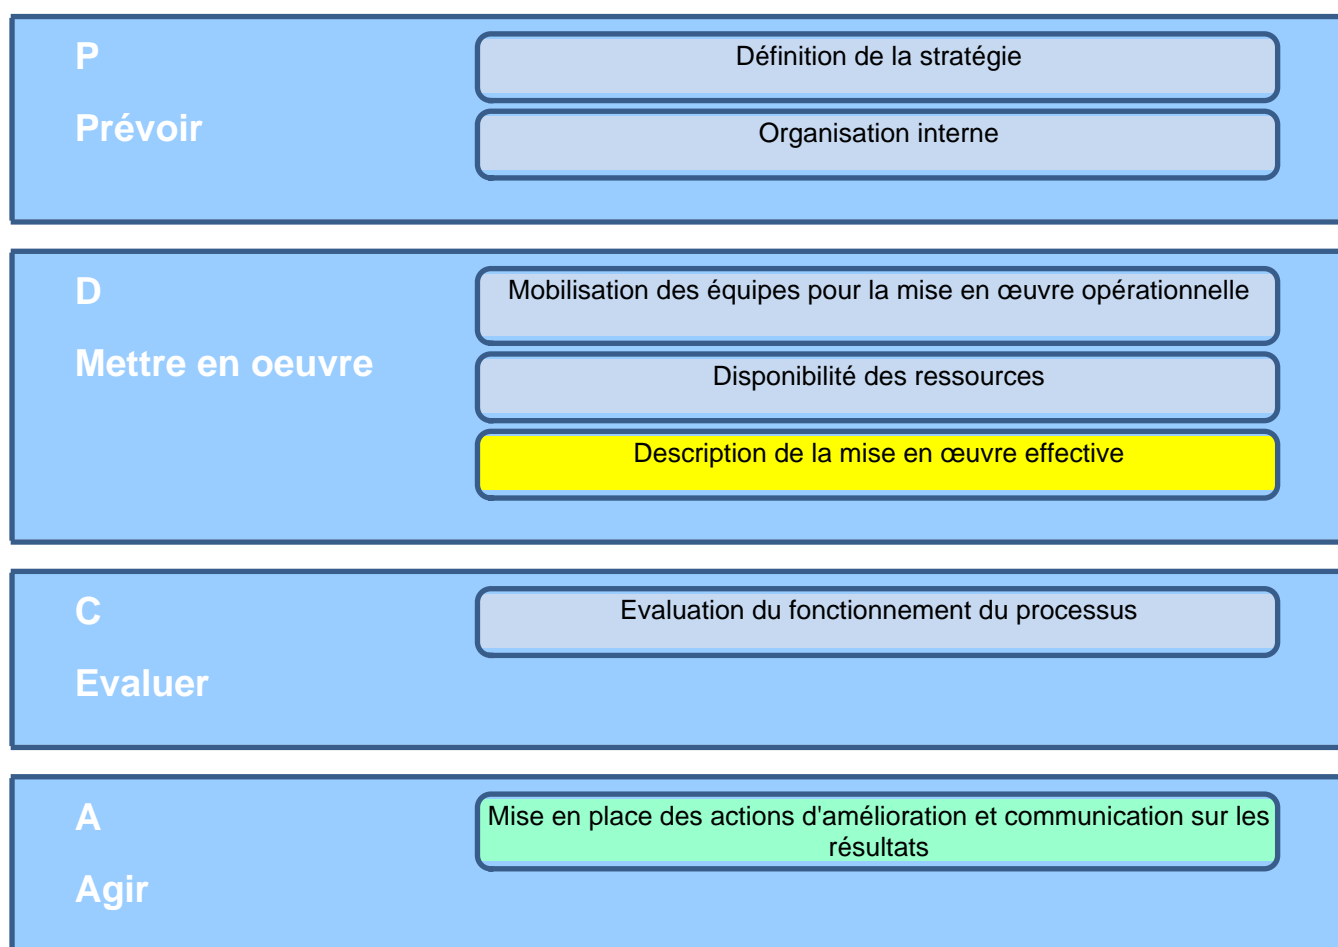 P
Prévoir
Définition de la stratégie
Organisation interne
D
Mettre en oeuvre
Mobilisation des équipes pour la mise en œuvre opérationnelle
Disponibilité des ressources
Description de la mise en œuvre effective
C
Evaluer
Evaluation du fonctionnement du processus
A
Agir
Mise en place des actions d'amélioration et communication sur les
résultats